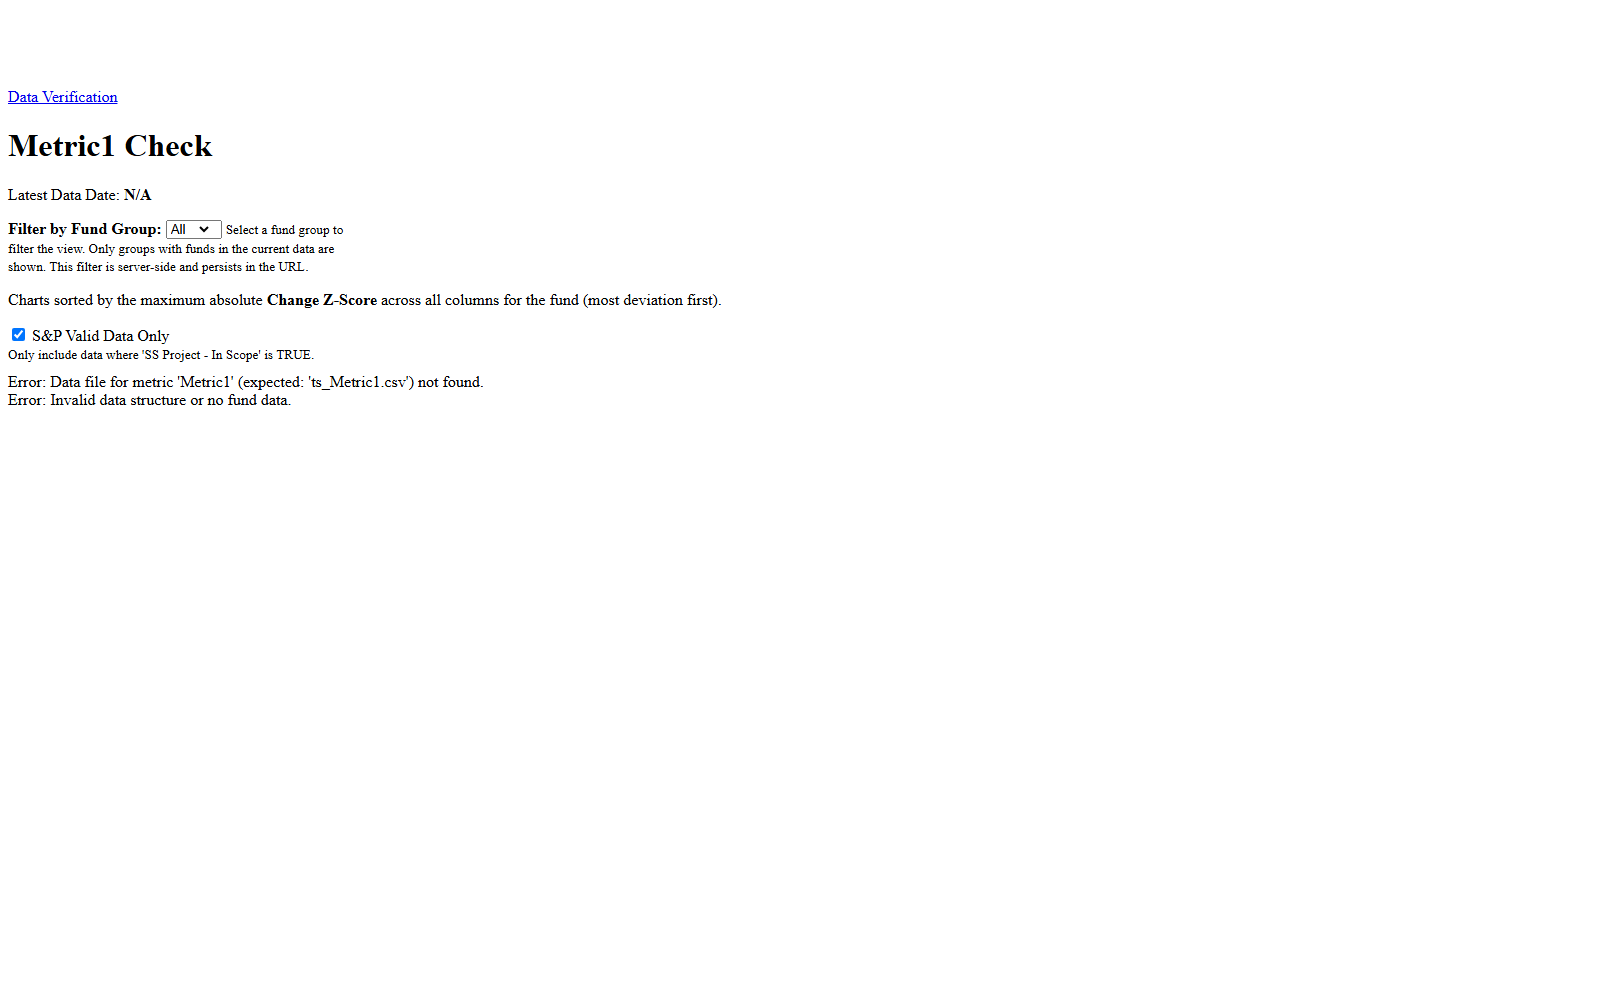 Data Verification
Metric1 Check
Latest Data Date: N/A
Filter by Fund Group: All Select a fund group to
filter the view. Only groups with funds in the current data are
shown. This filter is server-side and persists in the URL.
Charts sorted by the maximum absolute Change Z-Score across all columns for the fund (most deviation first).
S&P Valid Data Only
Only include data where 'SS Project - In Scope' is TRUE.
Error: Data file for metric 'Metric1' (expected: 'ts_Metric1.csv') not found.
Error: Invalid data structure or no fund data.